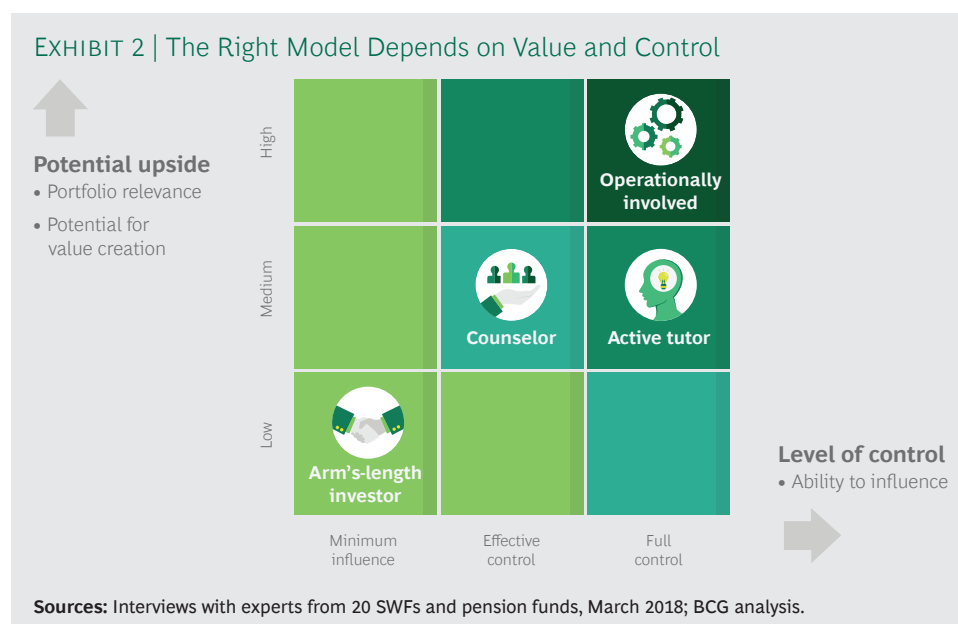 EXHIBIT 2 | The Right Model Depends on Value and Control
Potential upside
• Portfolio relevance
• Potential for
value creation
High
Operationally
involved
Medium
Counselor
Active tutor
Low
Arm’s-length
investor
Level of control
• Ability to influence
Minimum
influence
Effective
control
Full
control
Sources: Interviews with experts from 20 SWFs and pension funds, March 2018; BCG analysis.